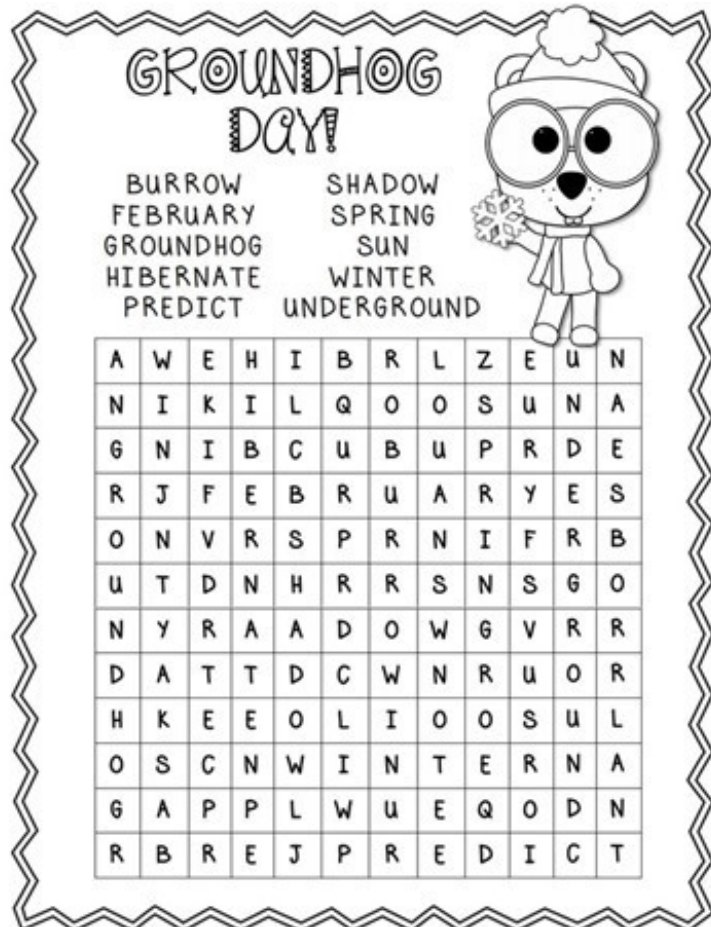 GROUNDHOG
DAY!
BURROW SHADOW
FEBRUARY SPRING
GROUNDHOG SUN
HIBERNATE WINTER
PREDICT UNDERGROUND
A W E H I B R L Z E U N
N I K I L Q O O S U N A
G N I B C U B U P R D E
R J F E B R U A R Y E S
O N V R S P R N I F R B
U T D N H R R S N S G O
N Y R A A D O W G V R R
D A T T D C W N R U O R
H K E E O L I O O S U L
O S C N W I N T E R N A
G A P P L W U E Q O D N
R B R E J P R E D I C T